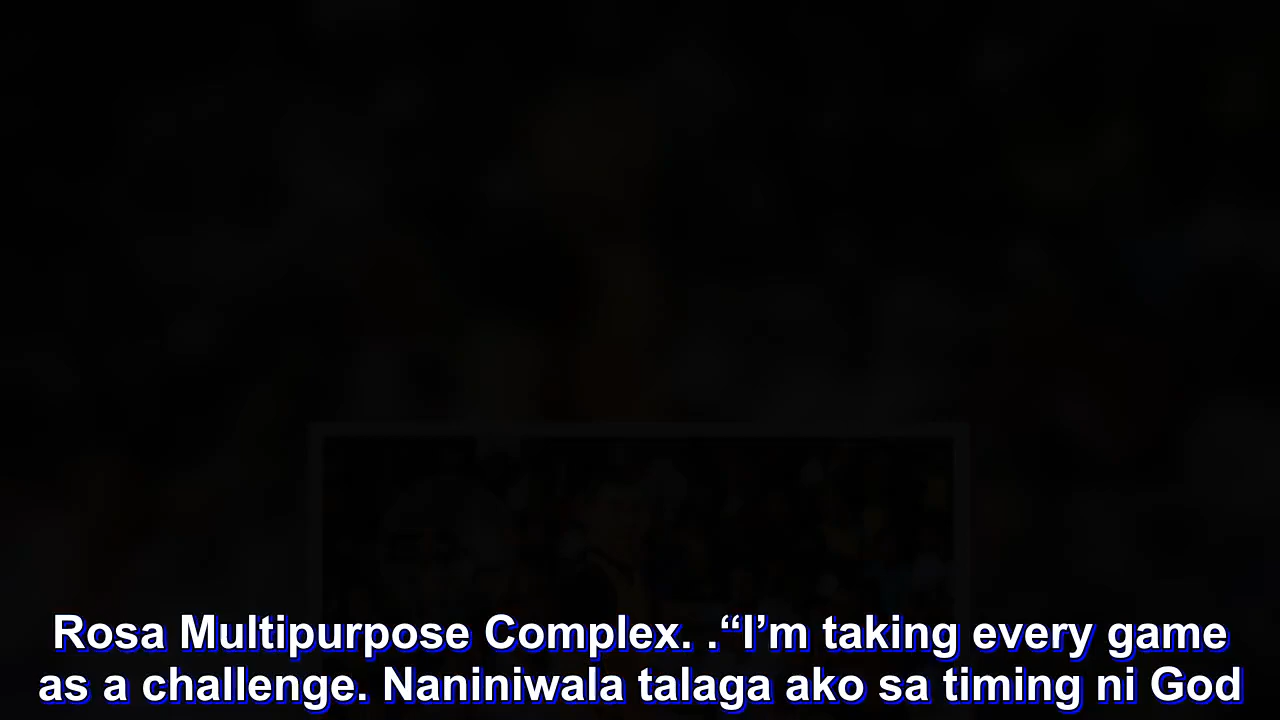 Rosa Multipurpose Complex. .“I’m taking every game
as a challenge. Naniniwala talaga ako sa timing ni God